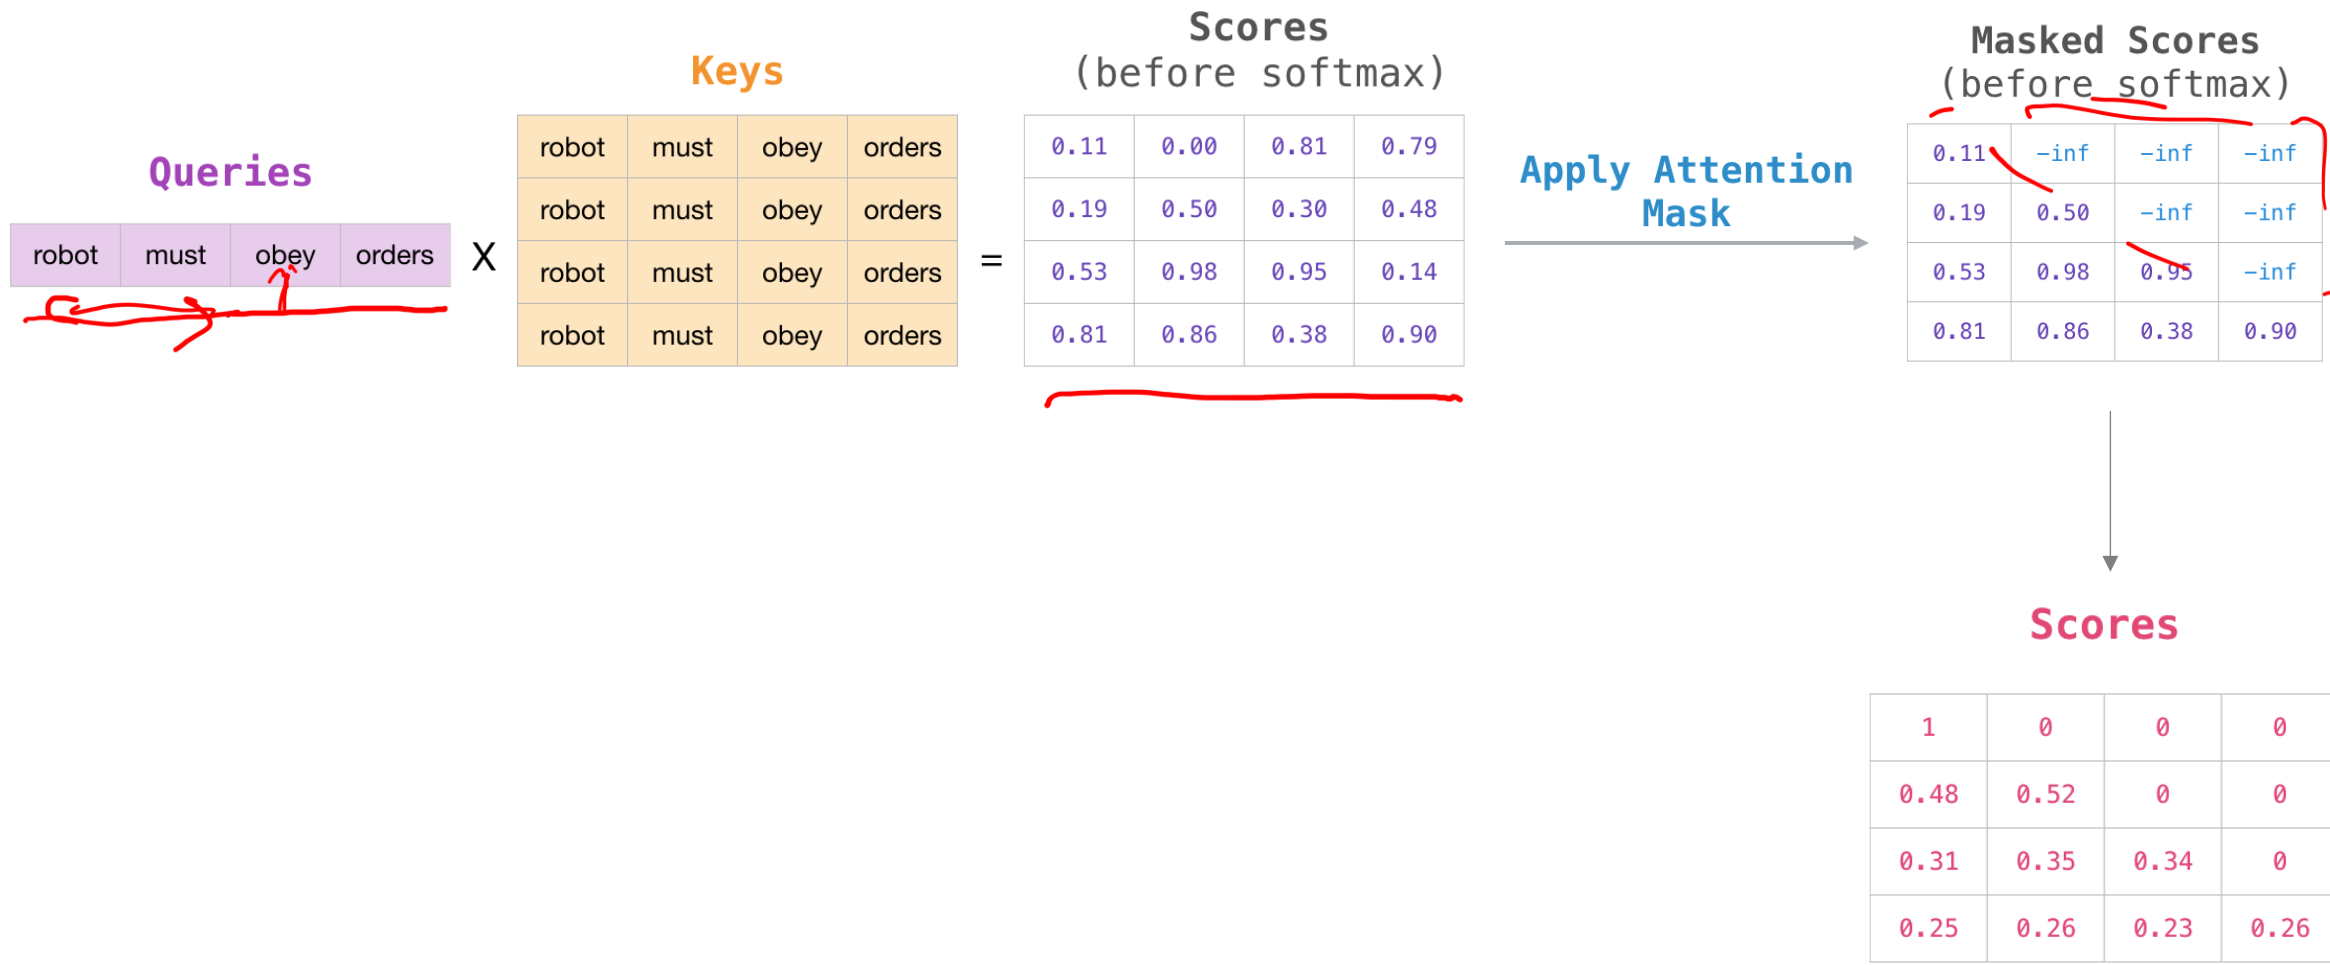 Queries
robot must obey orders
X
Keys
robot must obey orders
robot must obey orders
robot must obey orders
robot must obey orders
=
Scores
(before softmax)
0.11 0.00 0.81 0.79
0.19 0.50 0.30 0.48
0.53 0.98 0.95 0.14
0.81 0.86 0.38 0.90
Apply Attention
Mask
Masked Scores
(before softmax)
0.11 -inf -inf -inf
0.19 0.50 -inf -inf
0.53 0.98 0.95 -inf
0.81 0.86 0.38 0.90
Scores
1 0 0 0
0.48 0.52 0 0
0.31 0.35 0.34 0
0.25 0.26 0.23 0.26